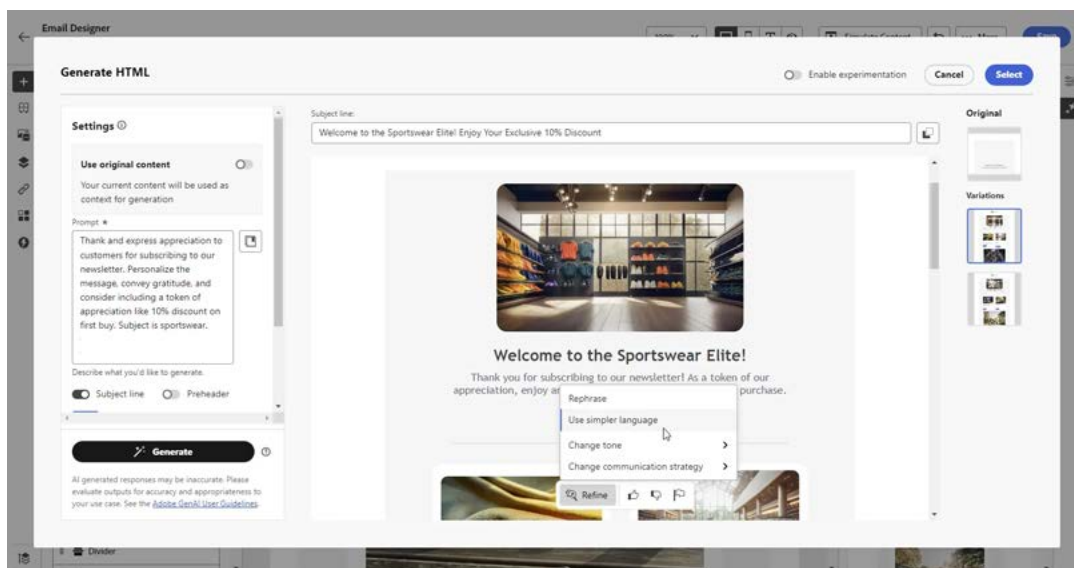 Email Designer
100%
Simulate Content
More
Save
Generate HTML
Enable experimentation
Cancel
Select
Settings
Use original content
Your current content will be used as
context for generation
Prompt *
Thank and express appreciation to
customers for subscribing to our
newsletter. Personalize the
message, convey gratitude, and
consider including a token of
appreciation like 10% discount on
first buy. Subject is sportswear.
Describe what you'd like to generate.
Subject line
Preheader
Generate
AI generated responses may be inaccurate. Please
evaluate outputs for accuracy and appropriateness to
your use case. See the Adobe GenAI User Guidelines.
Subject line:
Welcome to the Sportswear Elite! Enjoy Your Exclusive 10% Discount
Welcome to the Sportswear Elite!
Thank you for subscribing to our newsletter! As a token of our
appreciation, enjoy purchase.
Rephrase
Use simpler language
Change tone
Change communication strategy
Refine
Original
Variations
Divider